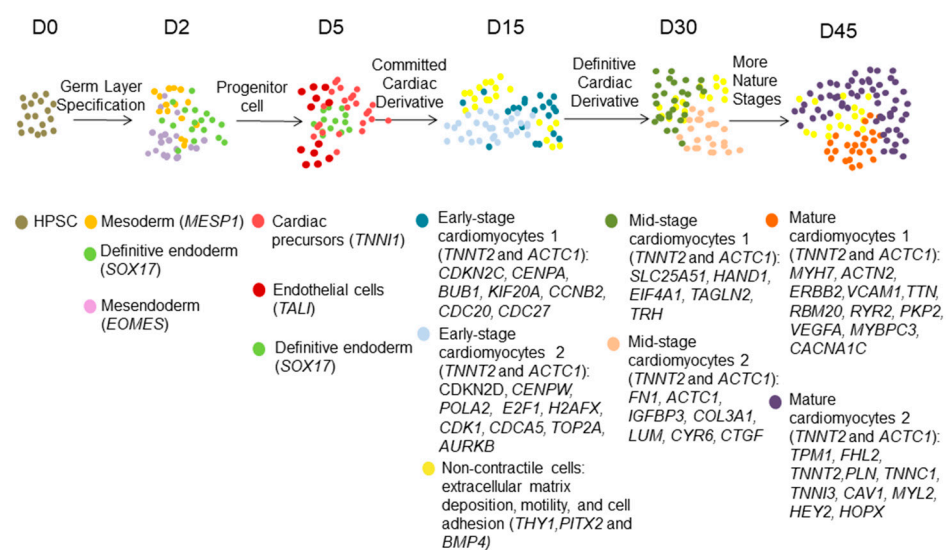 D0
D2
D5
D15
D30
D45
Germ Layer
Specification
Progenitor
cell
Committed
Cardiac
Derivative
Definitive
Cardiac
Derivative
More
Nature
Stages
HPSC
Mesoderm (MESP1)
Definitive endoderm
(SOX17)
Mesendoderm
(EOMES)
Cardiac
precursors (TNNI1)
Endothelial cells
(TALI)
Definitive endoderm
(SOX17)
Early-stage
cardiomyocytes 1
(TNNT2 and ACTC1):
CDKN2C, CENPA,
BUB1, KIF20A, CCNB2,
CDC20, CDC27
Early-stage
cardiomyocytes 2
(TNNT2 and ACTC1):
CDKN2D, CENPW,
POLA2, E2F1, H2AFX,
CDK1, CDCA5, TOP2A,
AURKB
Non-contractile cells:
extracellular matrix
deposition, motility, and cell
adhesion (THY1,PITX2 and
BMP4)
Mid-stage
cardiomyocytes 1
(TNNT2 and ACTC1):
SLC25A51, HAND1,
EIF4A1, TAGLN2,
TRH
Mid-stage
cardiomyocytes 2
(TNNT2 and ACTC1):
FN1, ACTC1,
IGFBP3, COL3A1,
LUM, CYR6, CTGF
Mature
cardiomyocytes 1
(TNNT2 and ACTC1):
MYH7, ACTN2,
ERBB2,VCAM1,TTN,
RBM20, RYR2, PKP2,
VEGFA, MYBPC3,
CACNA1C
Mature
cardiomyocytes 2
(TNNT2 and ACTC1):
TPM1, FHL2,
TNNT2,PLN, TNNC1,
TNNI3, CAV1, MYL2,
HEY2, HOPX